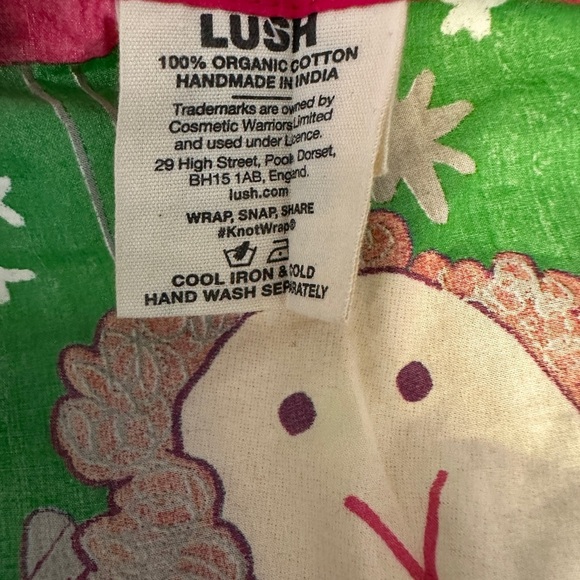 LUSH
100% ORGANIC COTTON
HANDMADE IN INDIA
Trademarks are owned by
Cosmetic Warriors Limited
and used under Licence.
29 High Street, Poole Dorset,
BH15 1AB, England.
lush.com
WRAP, SNAP, SHARE
#KnotWrap®
COOL IRON & COLD
HAND WASH SEPARATELY